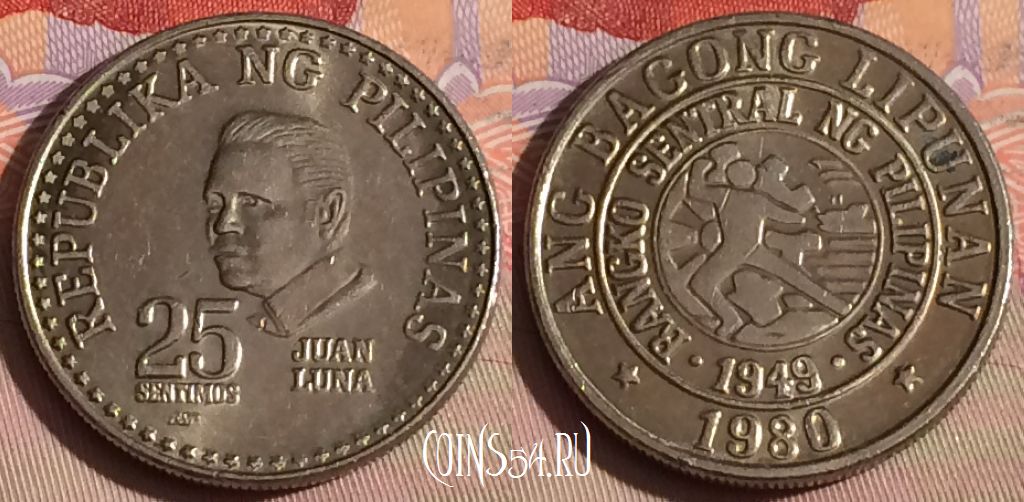 REPUBLIKA NG PILIPINAS
25
SENTIMOS
JUAN
LUNA
ANG BAGONG LIPUNAN
BANGKO SENTRAL NG PILIPINAS
1949
1980
COINS54.RU